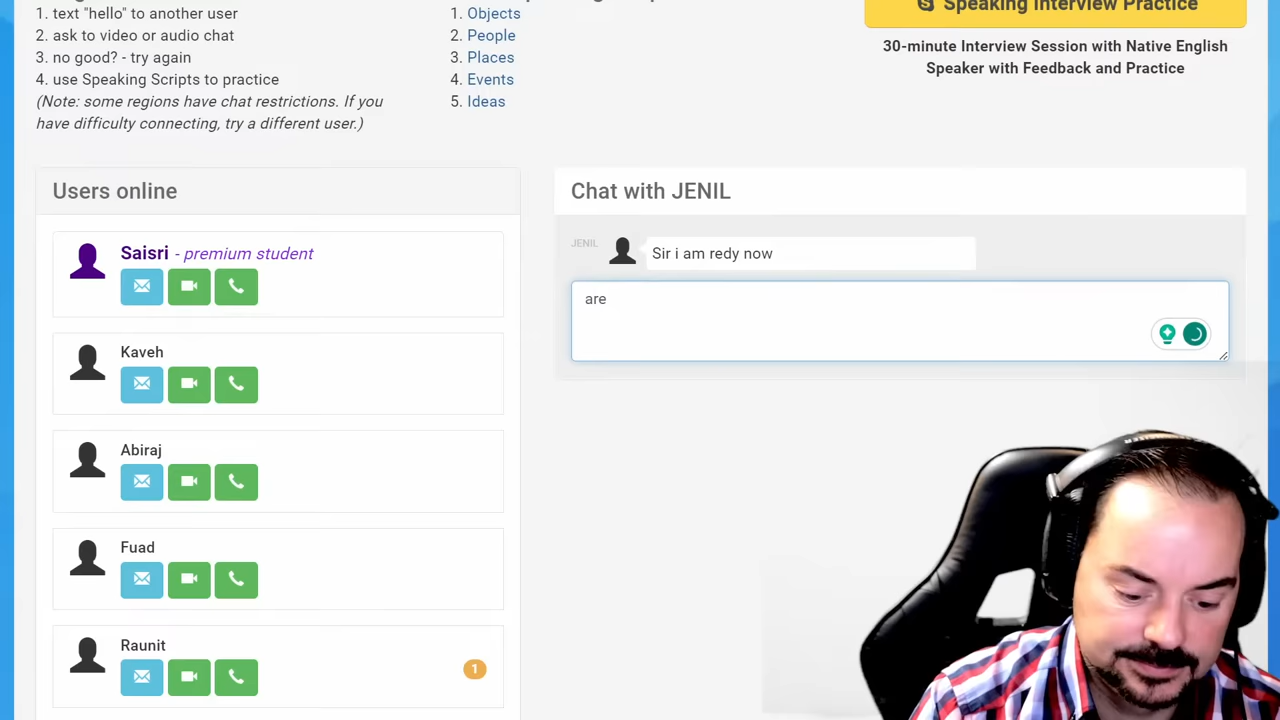 1. text "hello" to another user
2. ask to video or audio chat
3. no good? - try again
4. use Speaking Scripts to practice
(Note: some regions have chat restrictions. If you
have difficulty connecting, try a different user.)
1. Objects
2. People
3. Places
4. Events
5. Ideas
Speaking Interview Practice
30-minute Interview Session with Native English
Speaker with Feedback and Practice
Users online
Saisri - premium student
Kaveh
Abiraj
Fuad
Raunit
1
Chat with JENIL
JENIL
Sir i am redy now
are